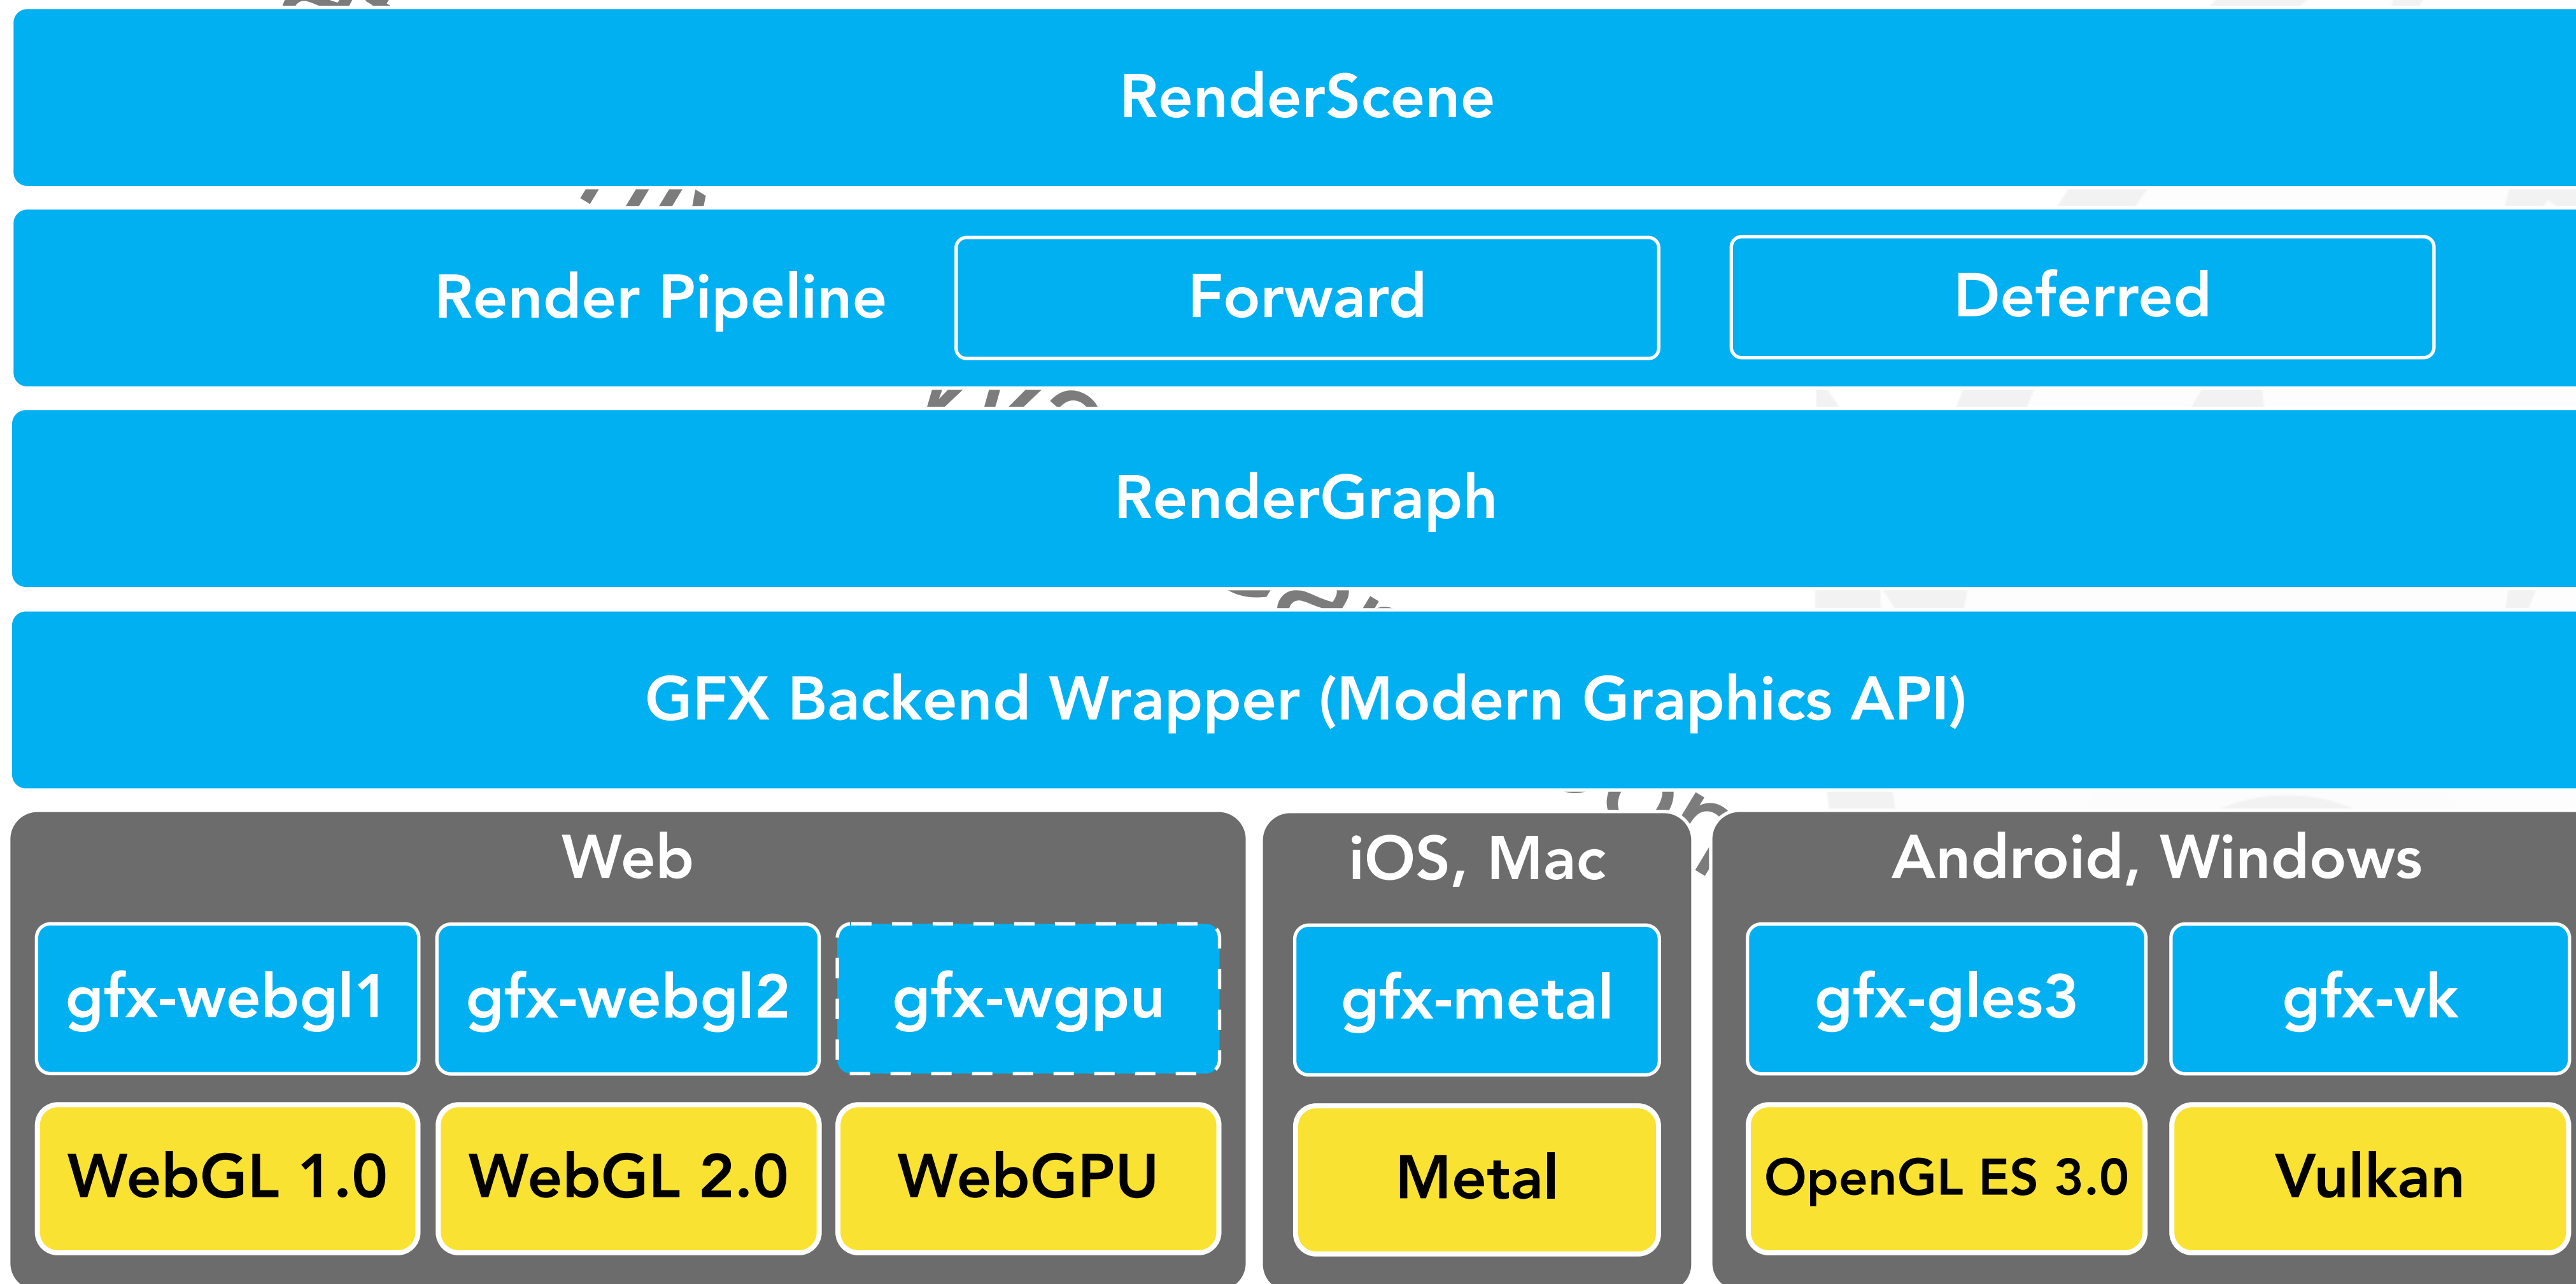 RenderScene
Render Pipeline Forward Deferred
RenderGraph
GFX Backend Wrapper (Modern Graphics API)
Web iOS, Mac Android, Windows
gfx-webgl1 gfx-webgl2 gfx-wgpu gfx-metal gfx-gles3 gfx-vk
WebGL 1.0 WebGL 2.0 WebGPU Metal OpenGL ES 3.0 Vulkan